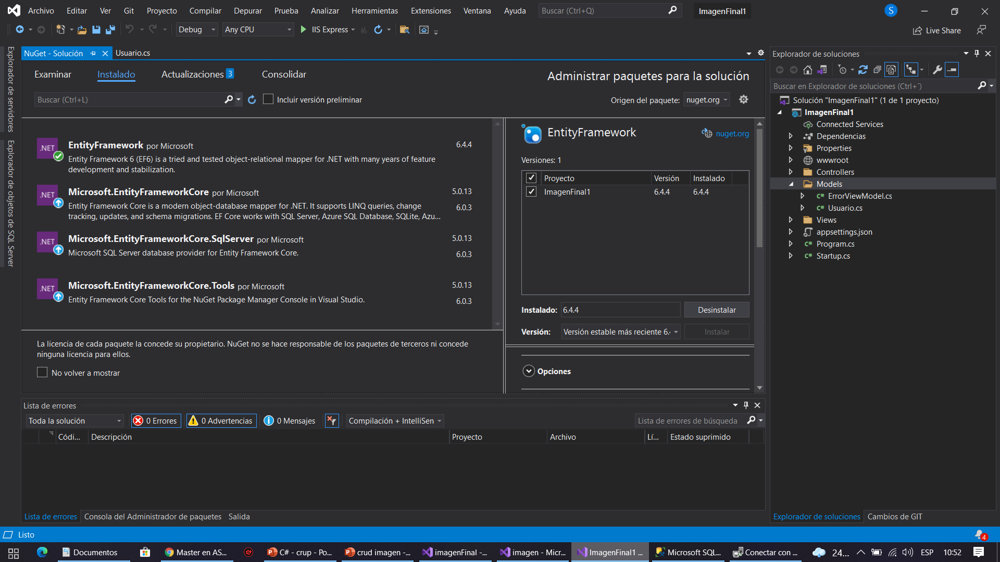 Archivo Editar Ver Git Proyecto Compilar Depurar Prueba Analizar Herramientas Extensiones Ventana Ayuda Buscar (Ctrl+Q) ImagenFinal1 S
Debug Any CPU IIS Express Live Share
Explorador de servidores
Explorador de objetos de SQL Server
NuGet - Solución Usuario.cs
Examinar Instalado Actualizaciones 3 Consolidar Administrar paquetes para la solución
Buscar (Ctrl+L) Incluir versión preliminar Origen del paquete: nuget.org
.NET EntityFramework por Microsoft 6.4.4
Entity Framework 6 (EF6) is a tried and tested object-relational mapper for .NET with many years of feature
development and stabilization.
.NET Microsoft.EntityFrameworkCore por Microsoft 5.0.13
Entity Framework Core is a modern object-database mapper for .NET. It supports LINQ queries, change 6.0.3
tracking, updates, and schema migrations. EF Core works with SQL Server, Azure SQL Database, SQLite, Azu...
.NET Microsoft.EntityFrameworkCore.SqlServer por Microsoft 5.0.13
Microsoft SQL Server database provider for Entity Framework Core. 6.0.3
.NET Microsoft.EntityFrameworkCore.Tools por Microsoft 5.0.13
Entity Framework Core Tools for the NuGet Package Manager Console in Visual Studio. 6.0.3
La licencia de cada paquete la concede su propietario. NuGet no se hace responsable de los paquetes de terceros ni concede
ninguna licencia para ellos.
No volver a mostrar
EntityFramework nuget.org
Versiones: 1
Proyecto Versión Instalado
ImagenFinal1 6.4.4 6.4.4
Instalado: 6.4.4 Desinstalar
Versión: Versión estable más reciente 6. Instalar
Opciones
Explorador de soluciones
Buscar en Explorador de soluciones (Ctrl+´)
Solución "ImagenFinal1" (1 de 1 proyecto)
ImagenFinal1
Connected Services
Dependencias
Properties
wwwroot
Controllers
Models
C# ErrorViewModel.cs
C# Usuario.cs
Views
appsettings.json
C# Program.cs
C# Startup.cs
Lista de errores
Toda la solución 0 Errores 0 Advertencias 0 Mensajes Compilación + IntelliSen Lista de errores de búsqueda
Códi... Descripción Proyecto Archivo Lí... Estado suprimido
Lista de errores Consola del Administrador de paquetes Salida
Explorador de soluciones Cambios de GIT
Listo 4
Documentos Master en AS... C# - crup - Po... crud imagen -... imagenFinal -... imagen - Micr... ImagenFinal1 ... Microsoft SQL... Conectar con ... 24... ESP 10:52